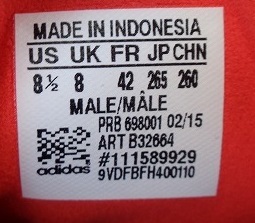 MADE IN INDONESIA
US UK FR JP CHN
8½ 8 42 265 260
MALE/MÂLE
PRB 698001 02/15
ART B32664
#111589929
adidas 9VDFBFH400110